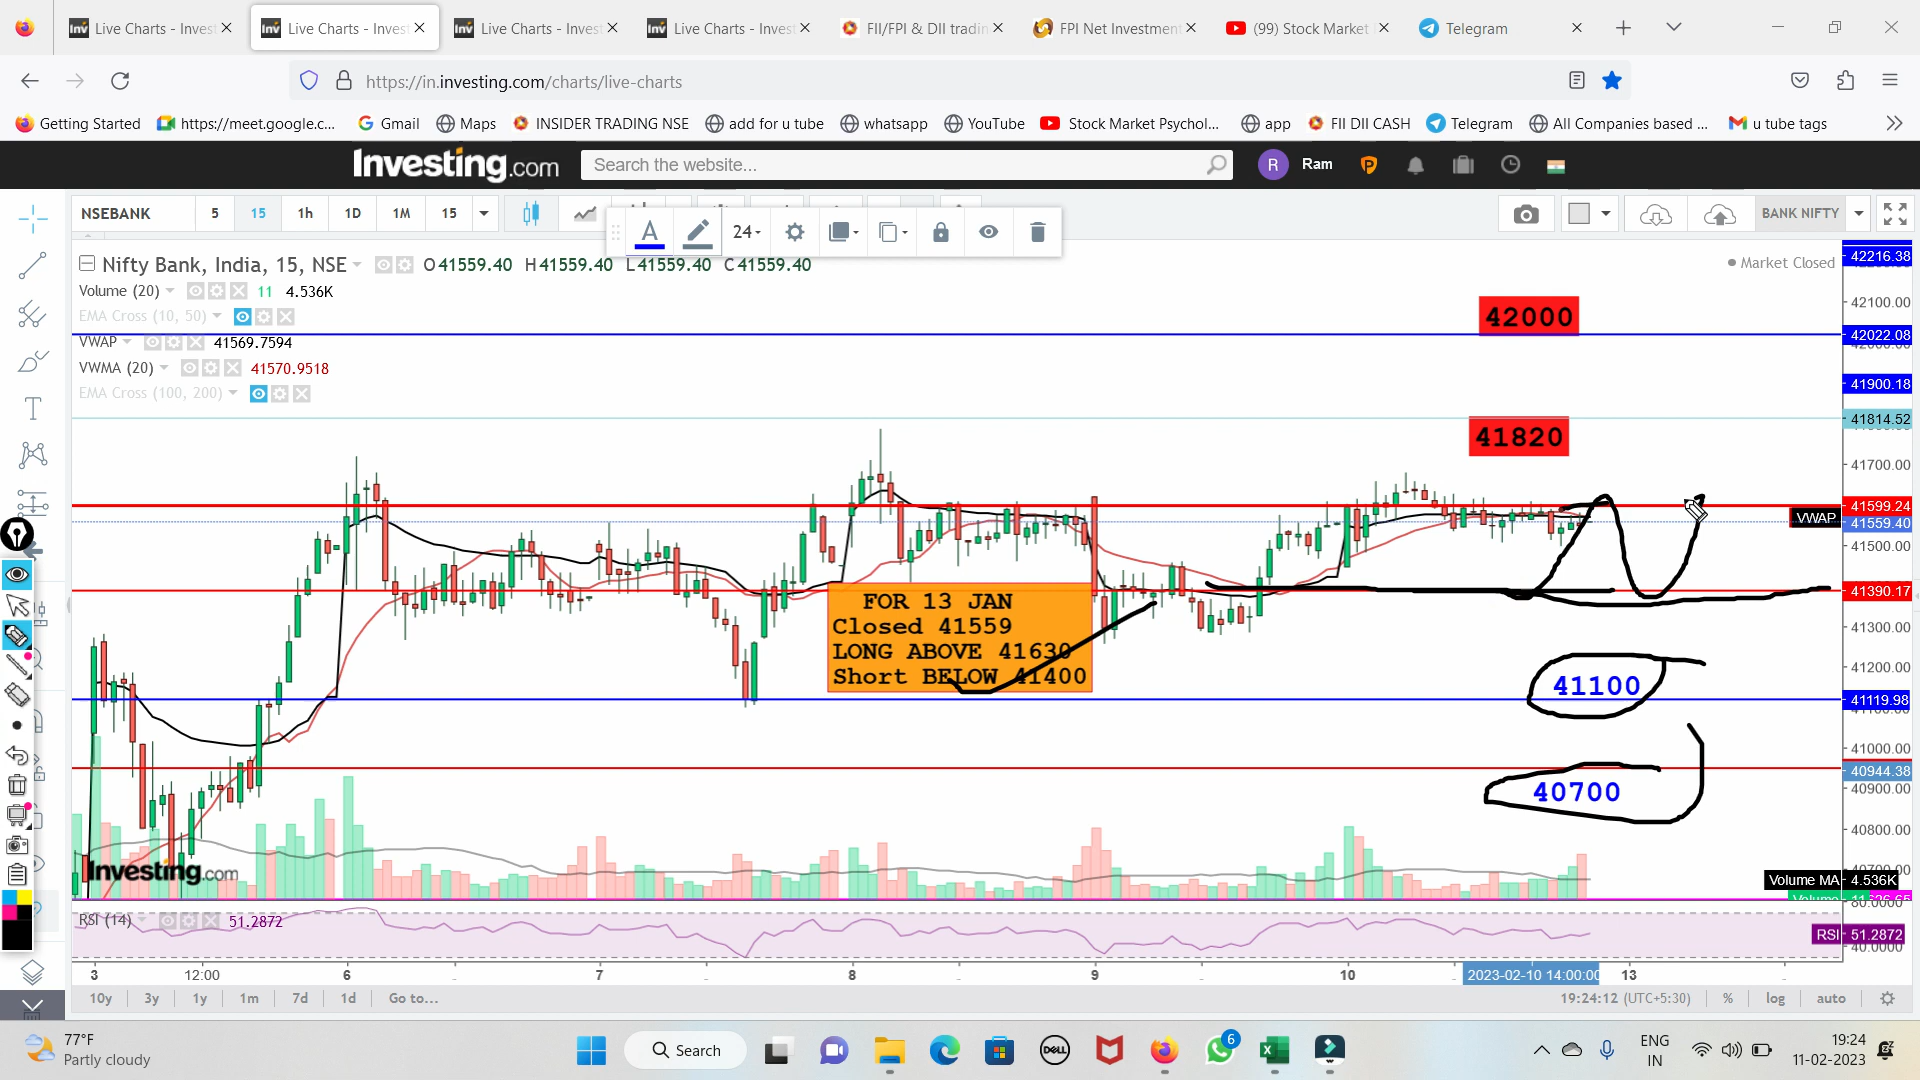 Live Charts - Invest
Live Charts - Invest
Live Charts - Invest
Live Charts - Invest
FII/FPI & DII tradin
FPI Net Investment
(99) Stock Market
Telegram
https://in.investing.com/charts/live-charts
Getting Started
https://meet.google.c...
Gmail
Maps
INSIDER TRADING NSE
add for u tube
whatsapp
YouTube
Stock Market Psychol...
app
FII DII CASH
Telegram
All Companies based ...
u tube tags
Investing.com
Search the website...
R
Ram
NSEBANK
5
15
1h
1D
1M
15
24
BANK NIFTY
Nifty Bank, India, 15, NSE
O 41559.40 H 41559.40 L 41559.40 C 41559.40
Market Closed
Volume (20)
11 4.536K
EMA Cross (10, 50)
VWAP
41569.7594
VWMA (20)
41570.9518
EMA Cross (100, 200)
42000
41820
FOR 13 JAN
Closed 41559
LONG ABOVE 41630
Short BELOW 41400
41100
40700
42216.38
42100.00
42022.08
41900.18
41814.52
41700.00
41599.24
VWAP
41559.40
41500.00
41390.17
41300.00
41200.00
41119.98
41000.00
40944.38
40900.00
40800.00
Volume MA 4.536K
80.0000
Investing.com
RSI (14)
51.2872
RSI 51.2872
40.0000
3
12:00
6
7
8
9
10
2023-02-10 14:00:00
13
10y
3y
1y
1m
7d
1d
Go to...
19:24:12 (UTC+5:30)
%
log
auto
77°F
Partly cloudy
Search
DELL
6
ENG
IN
19:24
11-02-2023